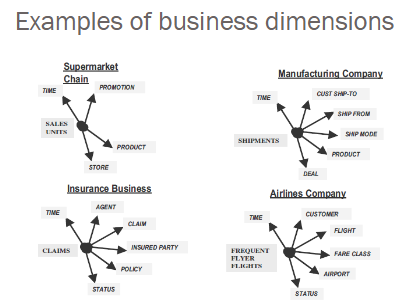 Examples of business dimensions
Supermarket
Chain
TIME
PROMOTION
SALES
UNITS
PRODUCT
STORE
Manufacturing Company
TIME
CUST SHIP-TO
SHIP FROM
SHIPMENTS
SHIP MODE
PRODUCT
DEAL
Insurance Business
TIME
AGENT
CLAIM
CLAIMS
INSURED PARTY
POLICY
STATUS
Airlines Company
TIME
CUSTOMER
FLIGHT
FREQUENT
FLYER
FLIGHTS
FARE CLASS
AIRPORT
STATUS